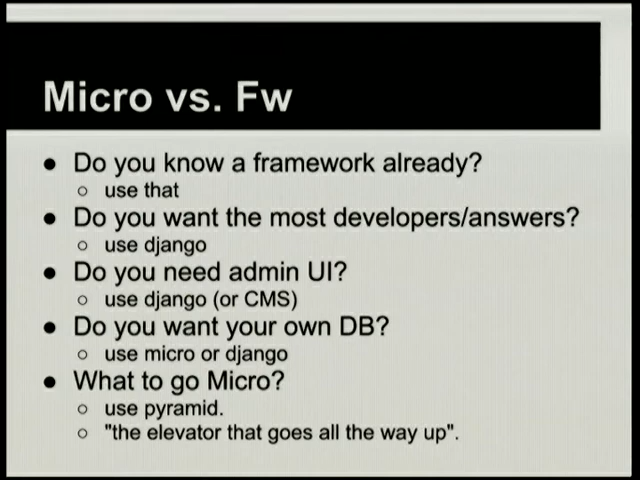 Micro vs. Fw
● Do you know a framework already?
○ use that
● Do you want the most developers/answers?
○ use django
● Do you need admin UI?
○ use django (or CMS)
● Do you want your own DB?
○ use micro or django
● What to go Micro?
○ use pyramid.
○ "the elevator that goes all the way up".